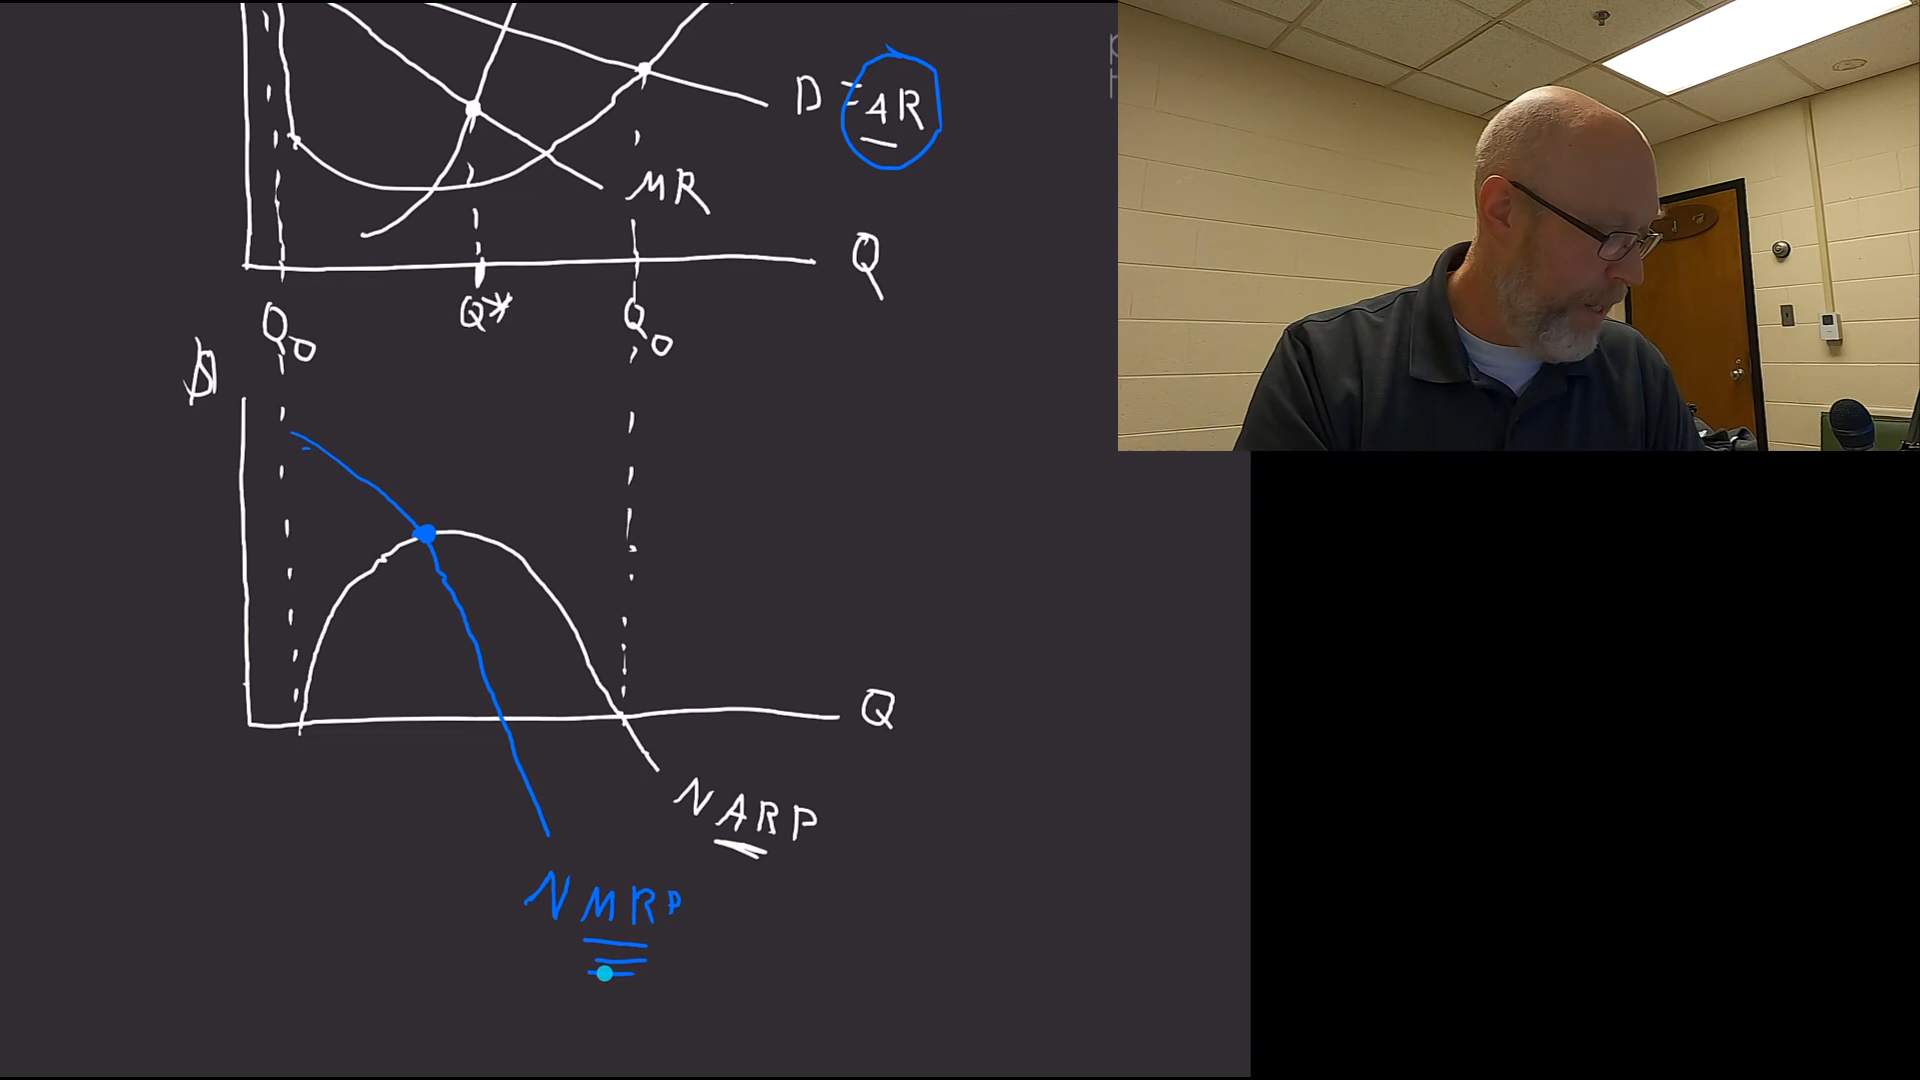 D = AR
MR
Q
Q₀ Q* Q₀
$
Q
NARP
NMRP